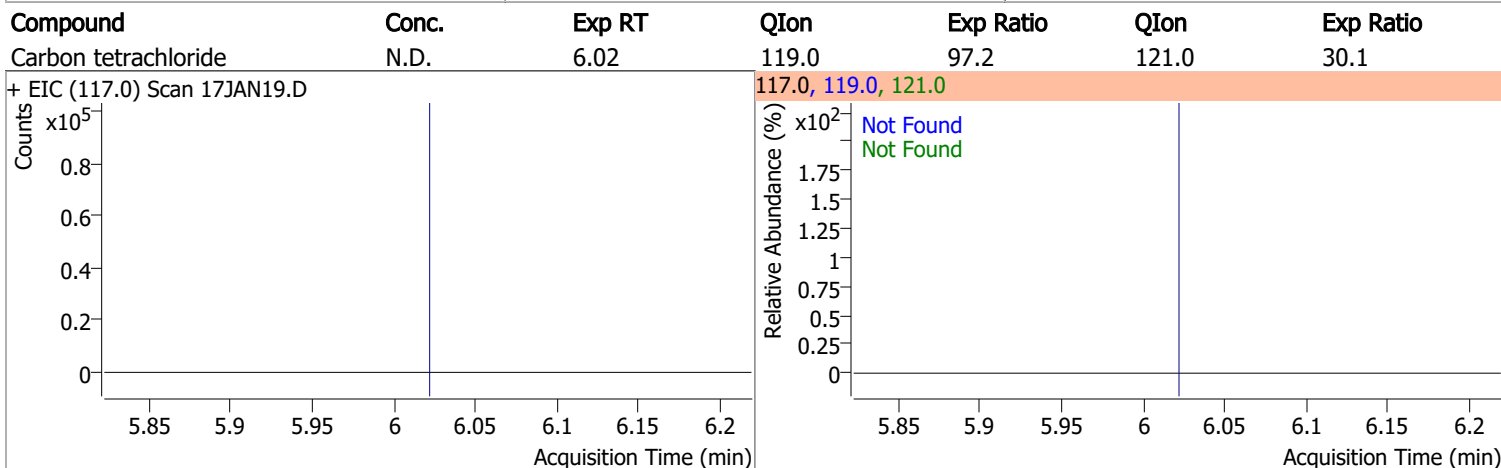 Compound Conc. Exp RT QIon Exp Ratio QIon Exp Ratio
Carbon tetrachloride N.D. 6.02 119.0 97.2 121.0 30.1
+ EIC (117.0) Scan 17JAN19.D
Counts
x10^5
0.8
0.6
0.4
0.2
0
5.85 5.9 5.95 6 6.05 6.1 6.15 6.2
Acquisition Time (min)
117.0, 119.0, 121.0
Relative Abundance (%)
x10^2
Not Found
Not Found
1.75
1.5
1.25
1
0.75
0.5
0.25
0
5.85 5.9 5.95 6 6.05 6.1 6.15 6.2
Acquisition Time (min)